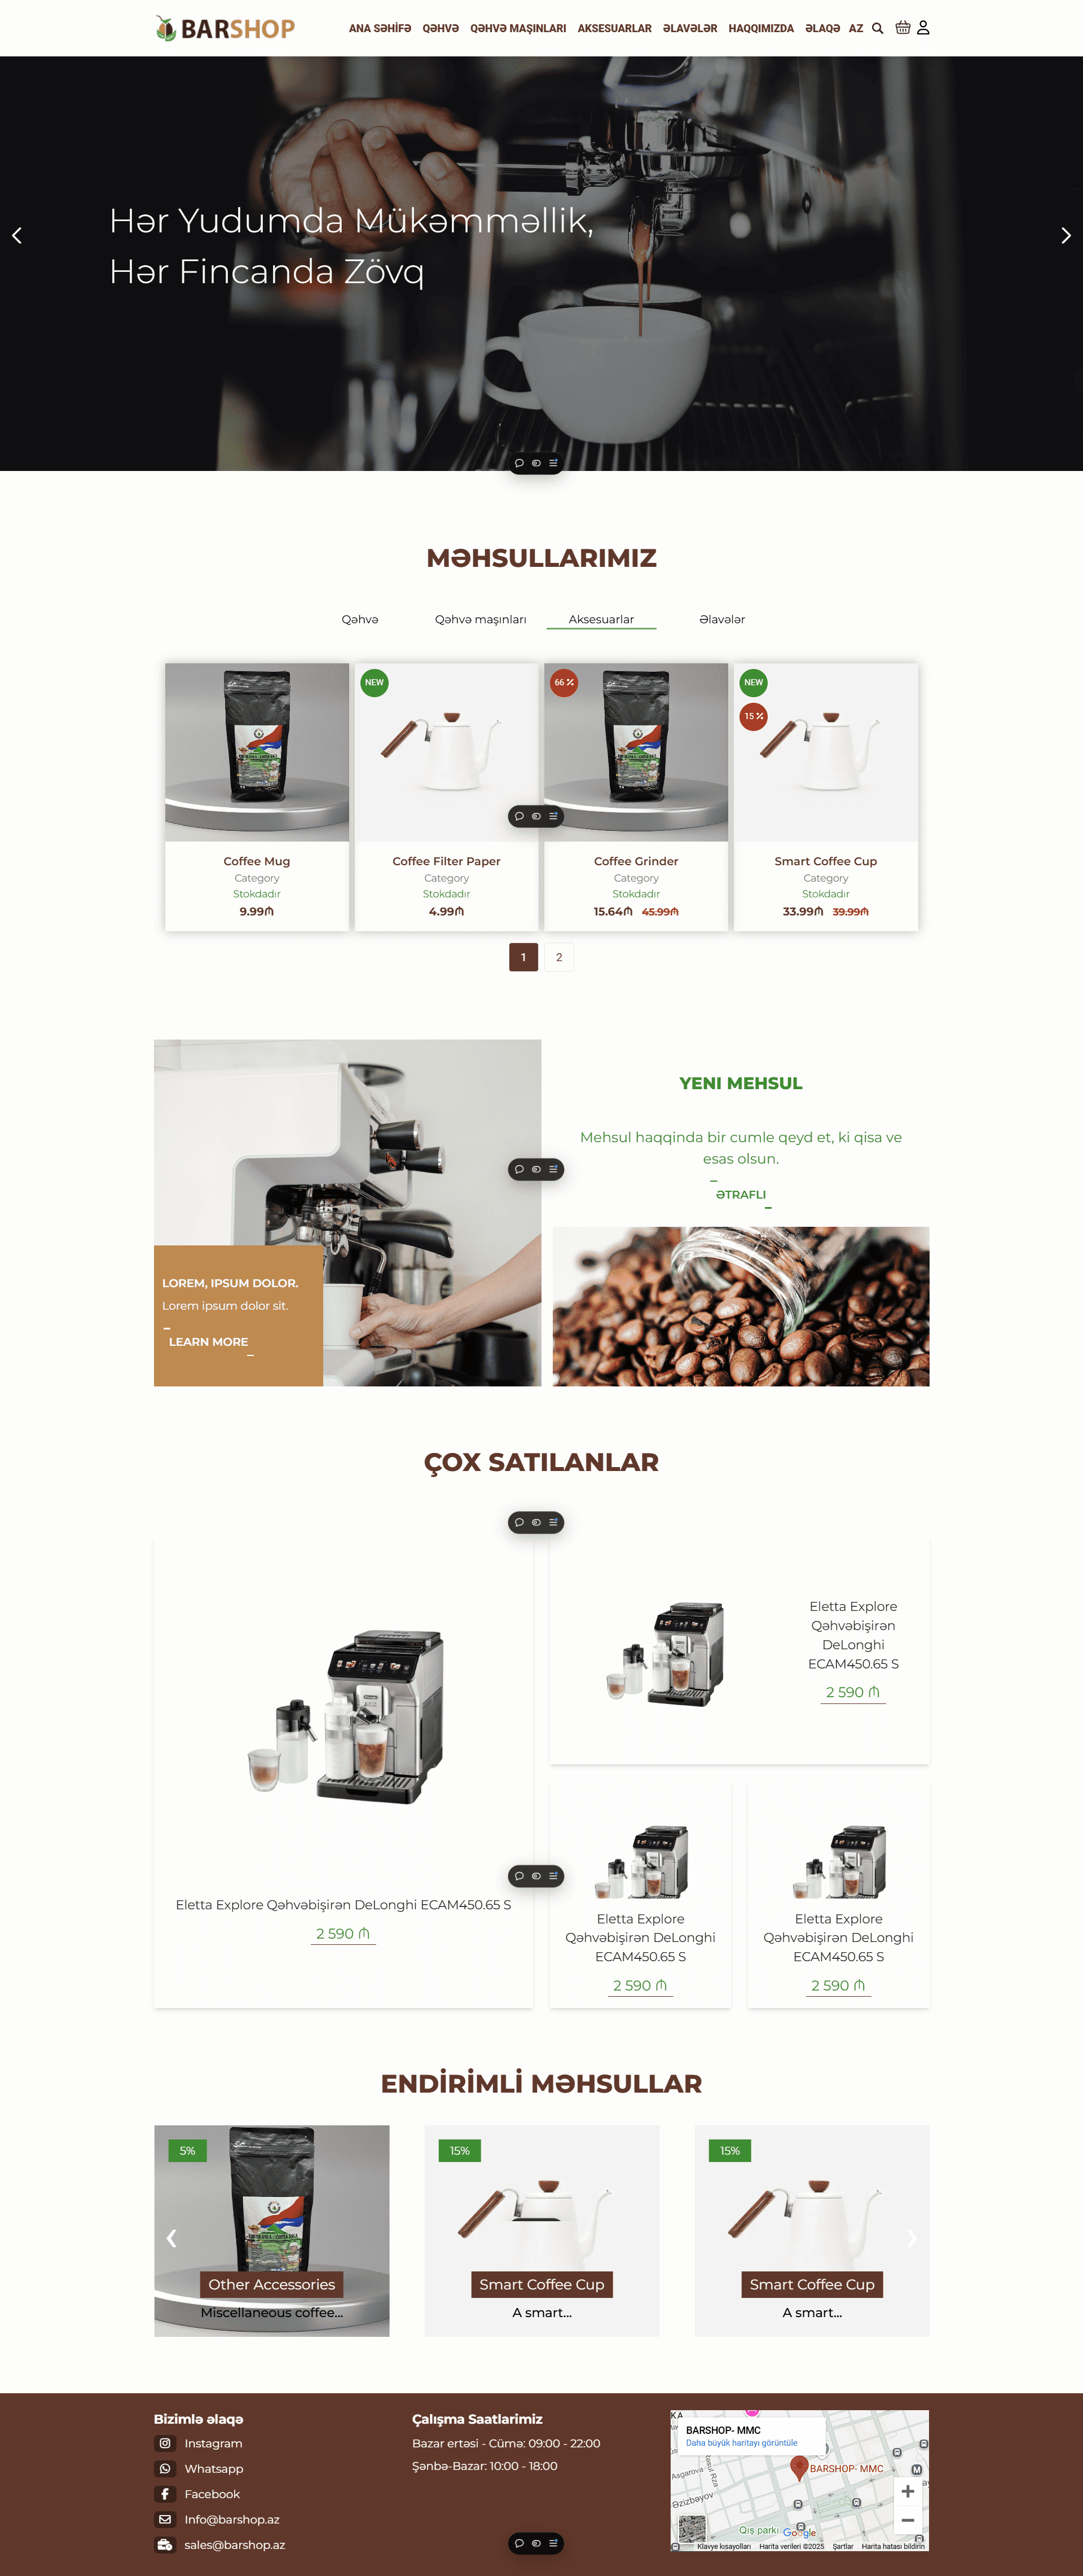 BARSHOP
ANA SƏHİFƏ QƏHVƏ QƏHVƏ MAŞINLARI AKSESUARLAR ƏLAVƏLƏR HAQQIMIZDA ƏLAQƏ AZ
Hər Yudumda Mükəmməllik,
Hər Fincanda Zövq
MƏHSULLARIMIZ
Qəhvə Qəhvə maşınları Aksesuarlar Əlavələr
NEW 66 % NEW
15 %
Coffee Mug Coffee Filter Paper Coffee Grinder Smart Coffee Cup
Category Category Category Category
Stokdadır Stokdadır Stokdadır Stokdadır
9.99₼ 4.99₼ 15.64₼ 45.99₼ 33.99₼ 39.99₼
1 2
YENI MEHSUL
Mehsul haqqinda bir cumle qeyd et, ki qisa ve
esas olsun.
ƏTRAFLI
LOREM, IPSUM DOLOR.
Lorem ipsum dolor sit.
LEARN MORE
ÇOX SATILANLAR
Eletta Explore
Qəhvəbişirən
DeLonghi
ECAM450.65 S
2 590 ₼
Eletta Explore Qəhvəbişirən DeLonghi ECAM450.65 S
2 590 ₼
Eletta Explore
Qəhvəbişirən DeLonghi
ECAM450.65 S
2 590 ₼
Eletta Explore
Qəhvəbişirən DeLonghi
ECAM450.65 S
2 590 ₼
ENDİRİMLİ MƏHSULLAR
5% 15% 15%
Other Accessories Smart Coffee Cup Smart Coffee Cup
Miscellaneous coffee... A smart... A smart...
Bizimlə əlaqə
Instagram
Whatsapp
Facebook
Info@barshop.az
sales@barshop.az
Çalışma Saatlarimiz
Bazar ertəsi - Cümə: 09:00 - 22:00
Şənbə-Bazar: 10:00 - 18:00
BARSHOP- MMC
Daha büyük haritayı görüntüle
BARSHOP- MMC
Asgarova
Əzizbəyov
Qış parkı
Google
Klavye kısayolları Harita verileri ©2025 Şartlar Harita hatası bildirin